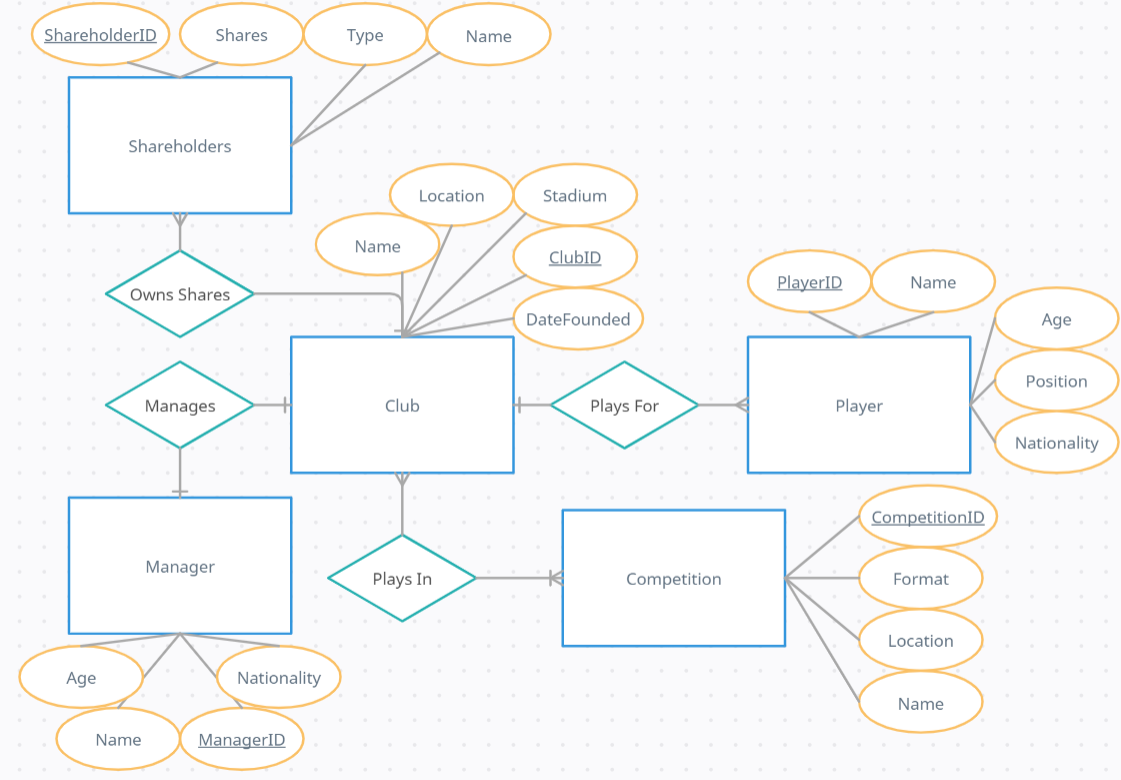 ShareholderID
Shares
Type
Name
Shareholders
Location
Stadium
Name
ClubID
Owns Shares
DateFounded
PlayerID
Name
Age
Manages
Club
Plays For
Player
Position
Nationality
Manager
Plays In
Competition
CompetitionID
Format
Location
Name
Age
Nationality
Name
ManagerID